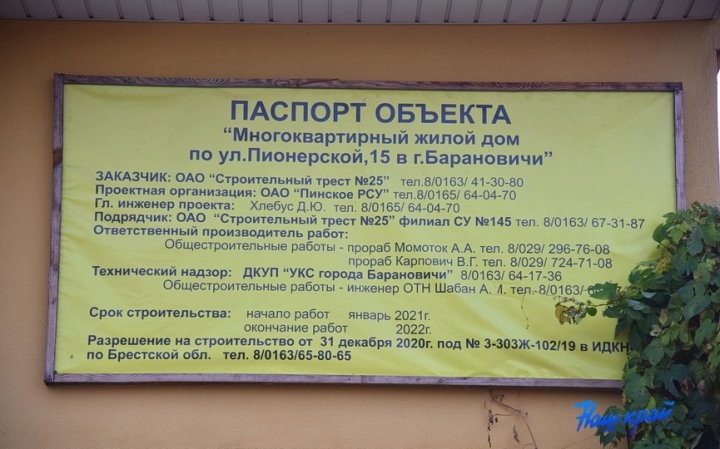 ПАСПОРТ ОБЪЕКТА
“Многоквартирный жилой дом
по ул.Пионерской,15 в г.Барановичи”
ЗАКАЗЧИК: ОАО “Строительный трест №25” тел.8/0163/ 41-30-80
Проектная организация: ОАО “Пинское РСУ” тел.8/0165/ 64-04-70
Гл. инженер проекта: Хлебус Д.Ю. тел. 8/0165/ 64-04-70
Подрядчик: ОАО “Строительный трест №25” филиал СУ №145 тел. 8/0163/ 67-31-87
Ответственный производитель работ:
Общестроительные работы - прораб Момоток А.А. тел. 8/029/ 296-76-08
прораб Карпович В.Г. тел. 8/029/ 724-71-08
Технический надзор: ДКУП “УКС города Барановичи” 8/0163/ 64-17-36
Общестроительные работы - инженер ОТН Шабан А. тел. 8/0163/
Срок строительства: начало работ январь 2021г.
окончание работ 2022г.
Разрешение на строительство от 31 декабря 2020г. под № 3-303Ж-102/19 в ИДКН
по Брестской обл. тел. 8/0163/65-80-65
Наш край